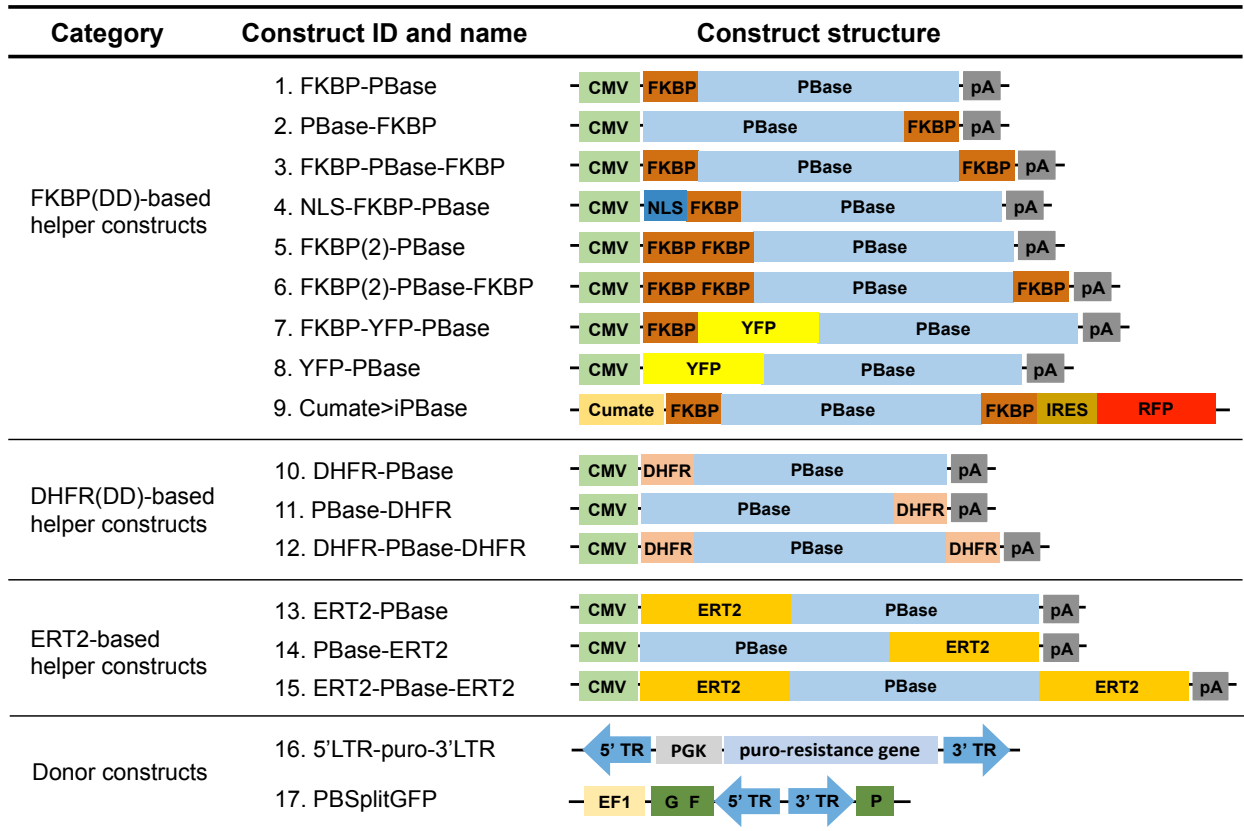 Category Construct ID and name Construct structure
1. FKBP-PBase CMV FKBP PBase pA
2. PBase-FKBP CMV PBase FKBP pA
3. FKBP-PBase-FKBP CMV FKBP PBase FKBP pA
FKBP(DD)-based
helper constructs
4. NLS-FKBP-PBase CMV NLS FKBP PBase pA
5. FKBP(2)-PBase CMV FKBP FKBP PBase pA
6. FKBP(2)-PBase-FKBP CMV FKBP FKBP PBase FKBP pA
7. FKBP-YFP-PBase CMV FKBP YFP PBase pA
8. YFP-PBase CMV YFP PBase pA
9. Cumate>iPBase Cumate FKBP PBase FKBP IRES RFP
DHFR(DD)-based
helper constructs
10. DHFR-PBase CMV DHFR PBase pA
11. PBase-DHFR CMV PBase DHFR pA
12. DHFR-PBase-DHFR CMV DHFR PBase DHFR pA
ERT2-based
helper constructs
13. ERT2-PBase CMV ERT2 PBase pA
14. PBase-ERT2 CMV PBase ERT2 pA
15. ERT2-PBase-ERT2 CMV ERT2 PBase ERT2 pA
Donor constructs
16. 5'LTR-puro-3'LTR 5' TR PGK puro-resistance gene 3' TR
17. PBSplitGFP EF1 G F 5' TR 3' TR P